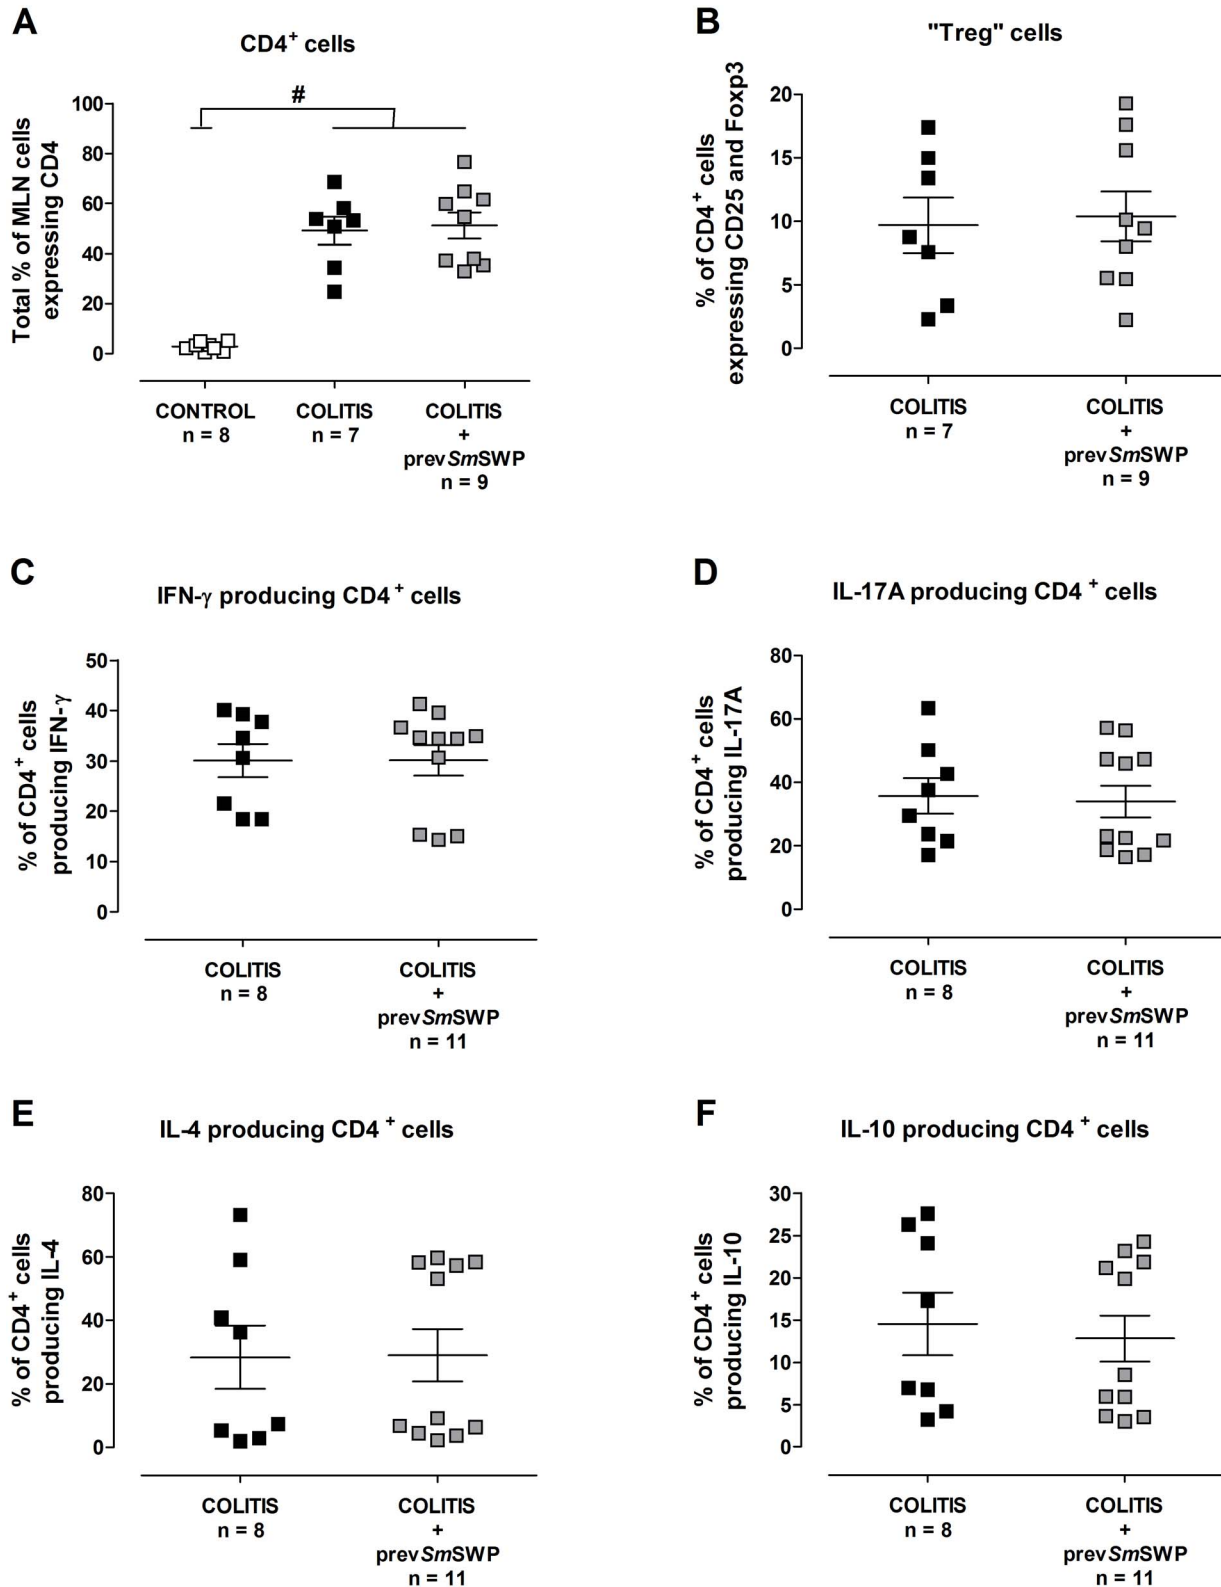 A
CD4+ cells
#
Total % of MLN cells
expressing CD4
100
80
60
40
20
0
CONTROL
n = 8
COLITIS
n = 7
COLITIS
+
prevSmSWP
n = 9
B
"Treg" cells
% of CD4+ cells
expressing CD25 and Foxp3
20
15
10
5
0
COLITIS
n = 7
COLITIS
+
prevSmSWP
n = 9
C
IFN-γ producing CD4 + cells
% of CD4+ cells
producing IFN-γ
50
40
30
20
10
0
COLITIS
n = 8
COLITIS
+
prevSmSWP
n = 11
D
IL-17A producing CD4 + cells
% of CD4+ cells
producing IL-17A
80
60
40
20
0
COLITIS
n = 8
COLITIS
+
prevSmSWP
n = 11
E
IL-4 producing CD4 + cells
% of CD4+ cells
producing IL-4
80
60
40
20
0
COLITIS
n = 8
COLITIS
+
prevSmSWP
n = 11
F
IL-10 producing CD4 + cells
% of CD4+ cells
producing IL-10
30
25
20
15
10
5
0
COLITIS
n = 8
COLITIS
+
prevSmSWP
n = 11